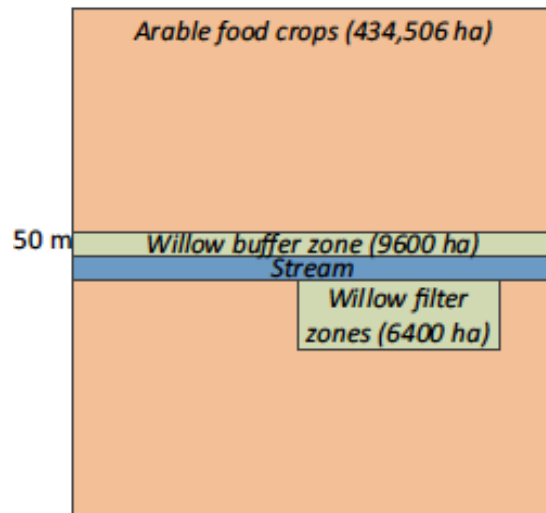 Arable food crops (434,506 ha)
50 m
Willow buffer zone (9600 ha)
Stream
Willow filter
zones (6400 ha)